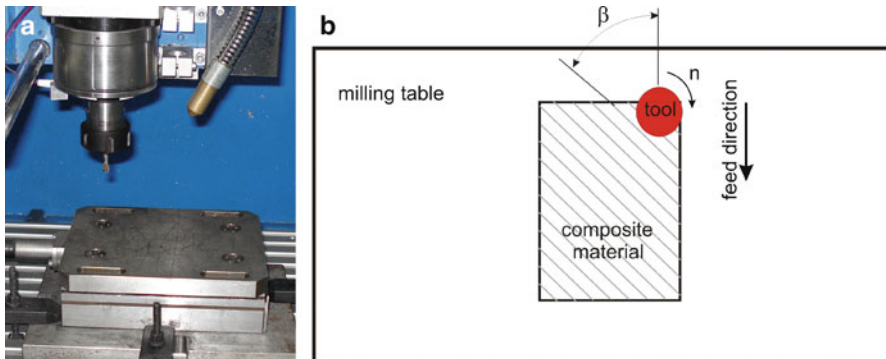 a
b
β
n
milling table
tool
feed direction
composite
material